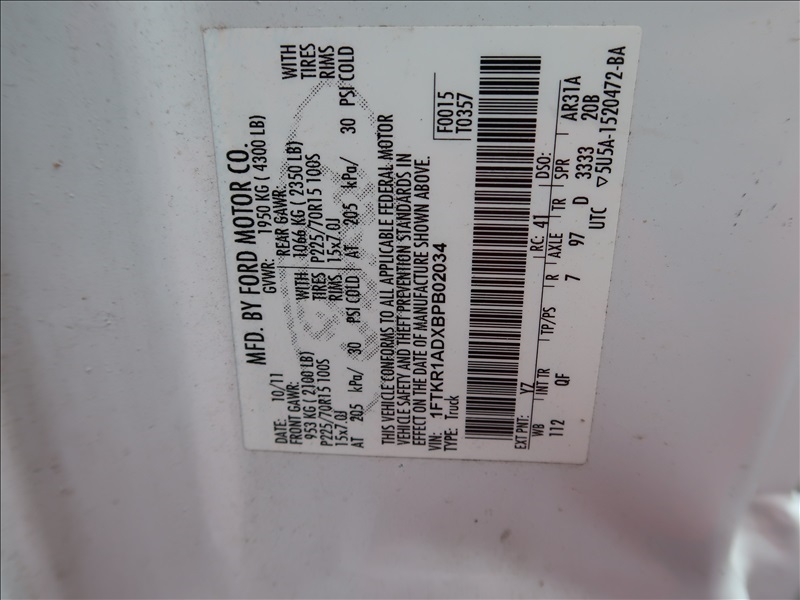 MFD. BY FORD MOTOR CO.
DATE: 10/11
GVWR: 1950 KG ( 4300 LB)
FRONT GAWR:
953 KG ( 2100 LB)
WITH
P225/70R15 100S
TIRES
15x7.0J
RIMS
AT 205 kPa/ 30 PSI COLD
REAR GAWR:
1066 KG ( 2350 LB)
WITH
P225/70R15 100S
TIRES
15x7.0J
RIMS
AT 205 kPa/ 30 PSI COLD
THIS VEHICLE CONFORMS TO ALL APPLICABLE FEDERAL MOTOR
VEHICLE SAFETY AND THEFT PREVENTION STANDARDS IN
EFFECT ON THE DATE OF MANUFACTURE SHOWN ABOVE.
VIN: 1FTKR1ADXBPB02034
TYPE: Truck
F0015
T0357
EXT PNT: YZ RC: 41 DSO:
WB INT TR TP/PS R AXLE TR SPR AR31A
112 QF 7 97 D 3333 20B
UTC ▽5U5A-1520472-BA